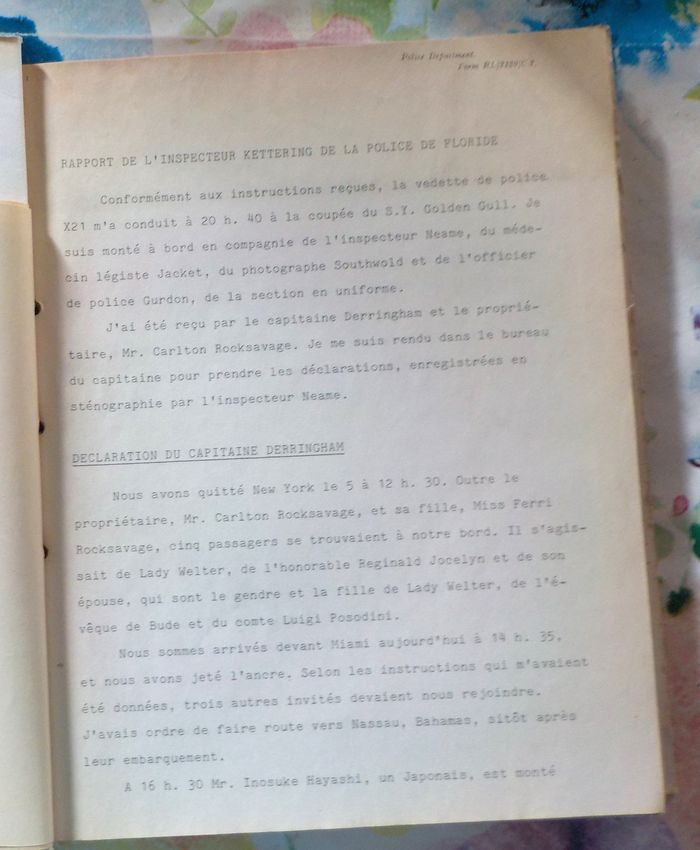 Police Department.
RAPPORT DE L'INSPECTEUR KETTERING DE LA POLICE DE FLORIDE
Conformément aux instructions reçues, la vedette de police
X21 m'a conduit à 20 h. 40 à la coupée du S.Y. Golden Gull. Je
suis monté à bord en compagnie de l'inspecteur Neame, du méde-
cin légiste Jacket, du photographe Southwold et de l'officier
de police Gurdon, de la section en uniforme.
J'ai été reçu par le capitaine Derringham et le proprié-
taire, Mr. Carlton Rocksavage. Je me suis rendu dans le bureau
du capitaine pour prendre les déclarations, enregistrées en
sténographie par l'inspecteur Neame.
DECLARATION DU CAPITAINE DERRINGHAM
Nous avons quitté New York le 5 à 12 h. 30. Outre le
propriétaire, Mr. Carlton Rocksavage, et sa fille, Miss Ferri
Rocksavage, cinq passagers se trouvaient à notre bord. Il s'agis-
sait de Lady Welter, de l'honorable Reginald Jocelyn et de son
épouse, qui sont le gendre et la fille de Lady Welter, de l'é-
vêque de Bude et du comte Luigi Posodini.
Nous sommes arrivés devant Miami aujourd'hui à 14 h. 35,
et nous avons jeté l'ancre. Selon les instructions qui m'avaient
été données, trois autres invités devaient nous rejoindre.
J'avais ordre de faire route vers Nassau, Bahamas, sitôt après
leur embarquement.
A 16 h. 30 Mr. Inosuke Hayashi, un Japonais, est monté